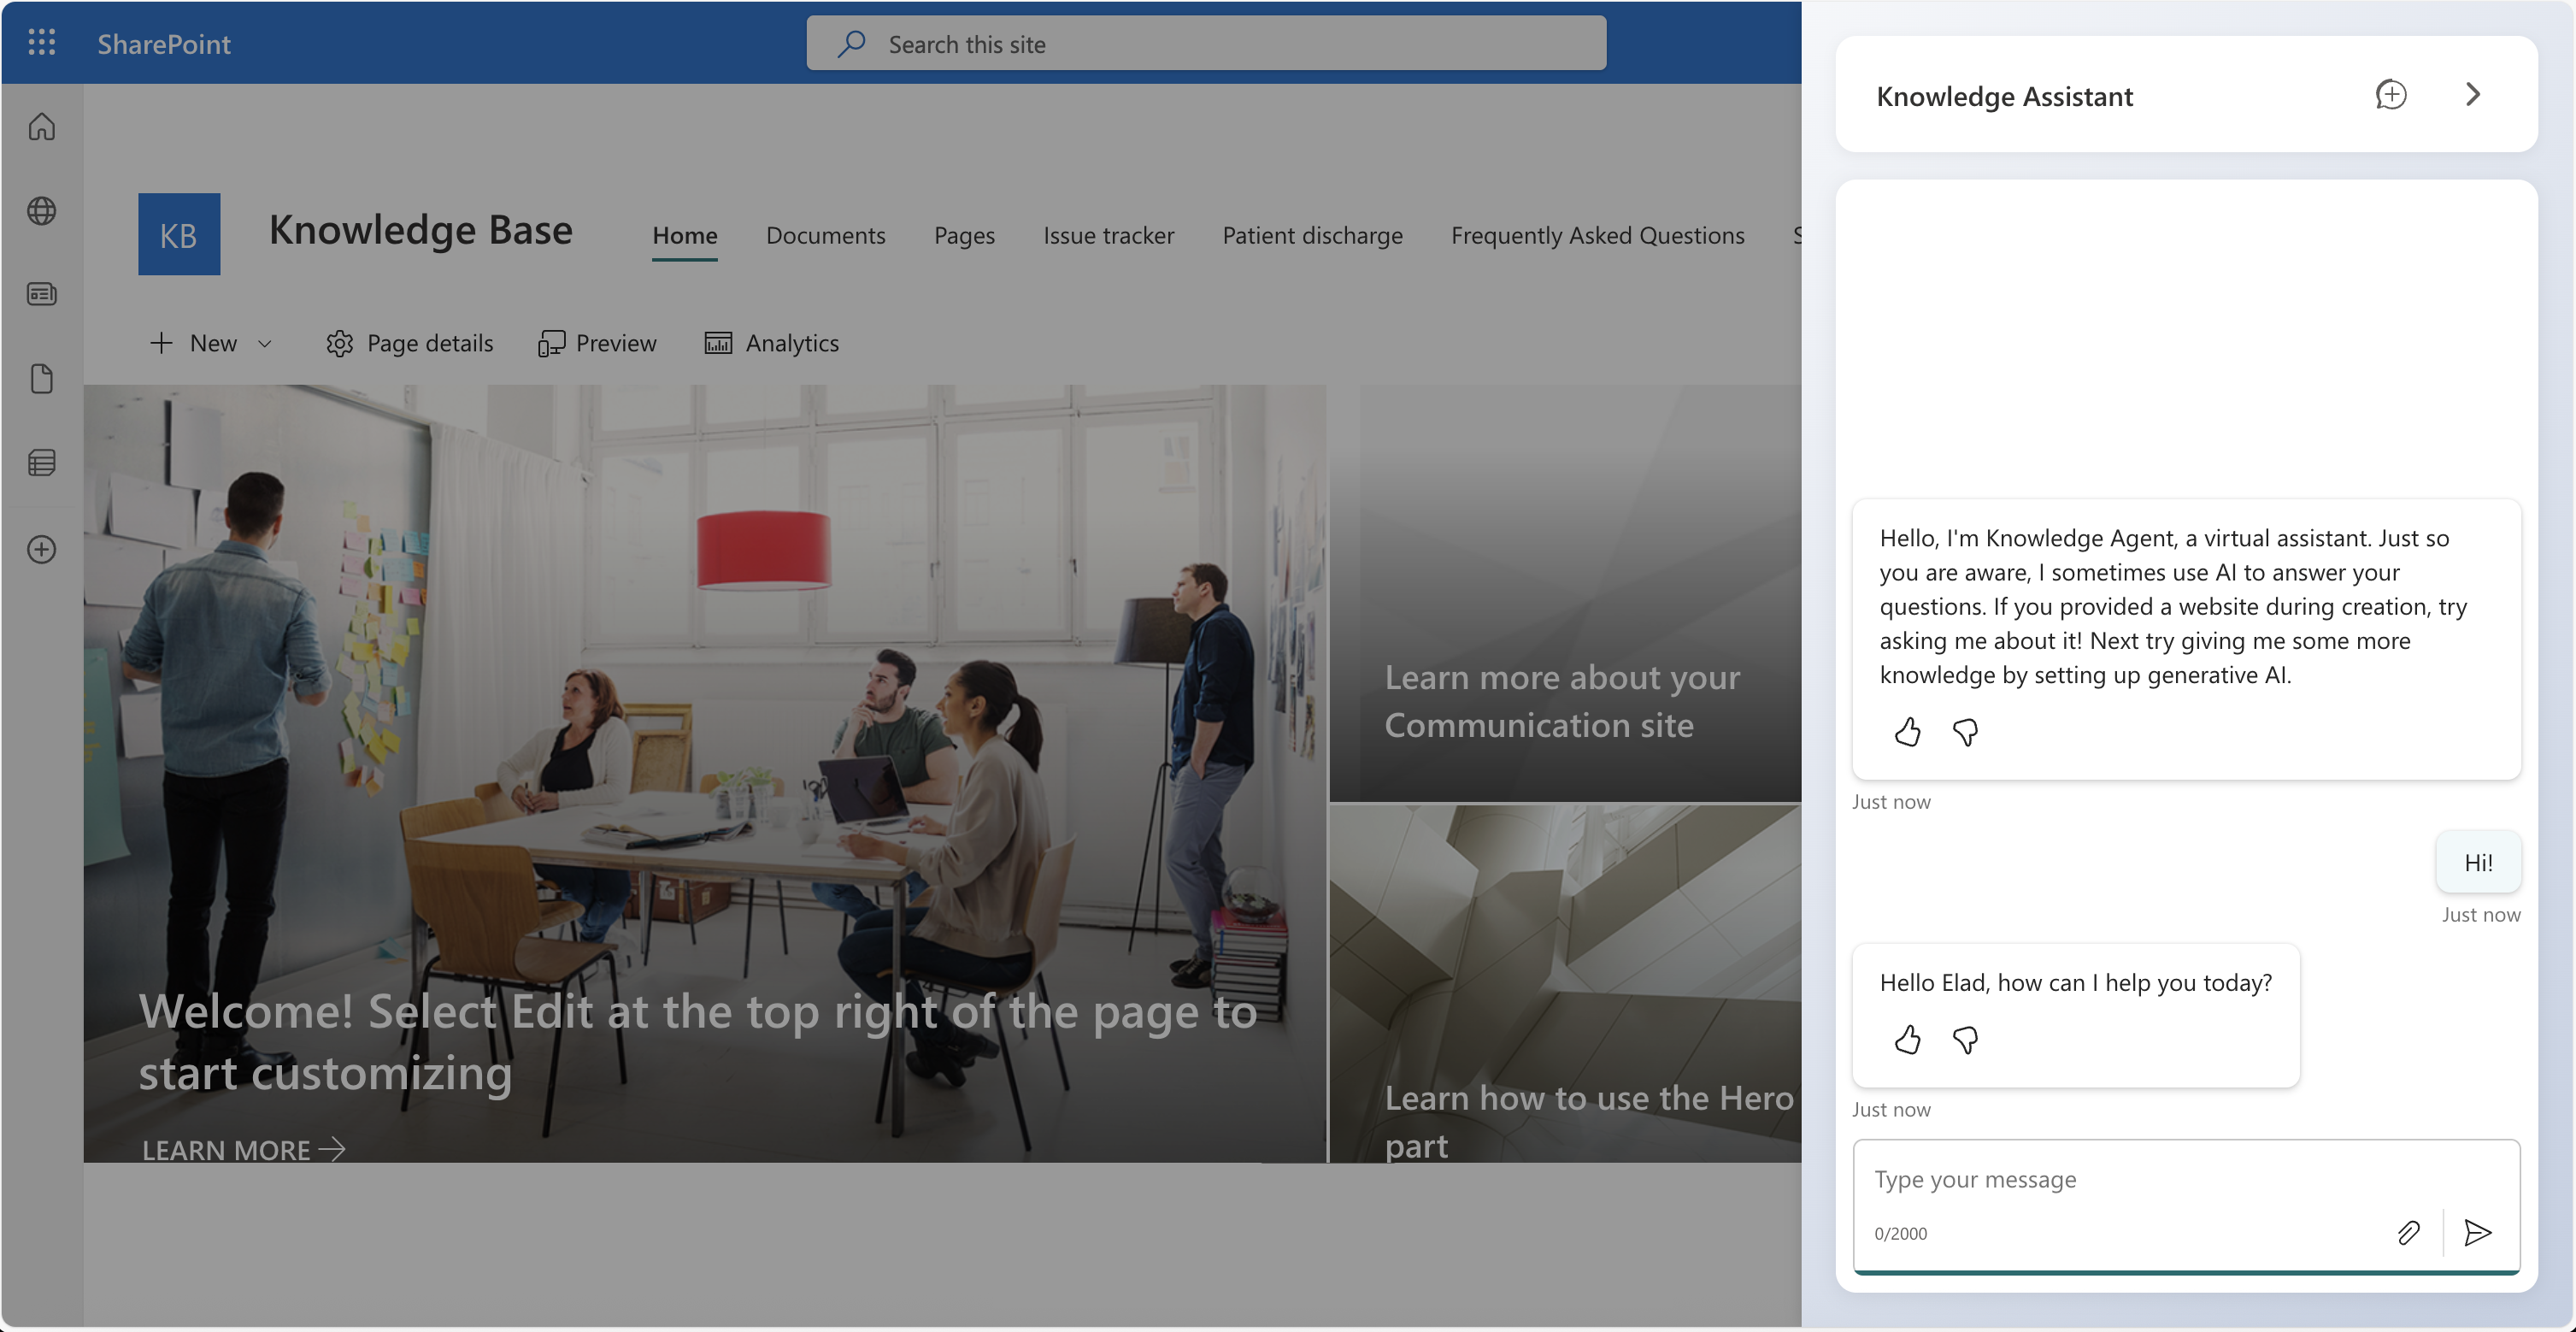 SharePoint
Search this site
KB
Knowledge Base
Home
Documents
Pages
Issue tracker
Patient discharge
Frequently Asked Questions
New
Page details
Preview
Analytics
Welcome! Select Edit at the top right of the page to
start customizing
LEARN MORE
Learn more about your
Communication site
Learn how to use the Hero
part
Knowledge Assistant
Hello, I'm Knowledge Agent, a virtual assistant. Just so
you are aware, I sometimes use AI to answer your
questions. If you provided a website during creation, try
asking me about it! Next try giving me some more
knowledge by setting up generative AI.
Just now
Hi!
Just now
Hello Elad, how can I help you today?
Just now
Type your message
0/2000